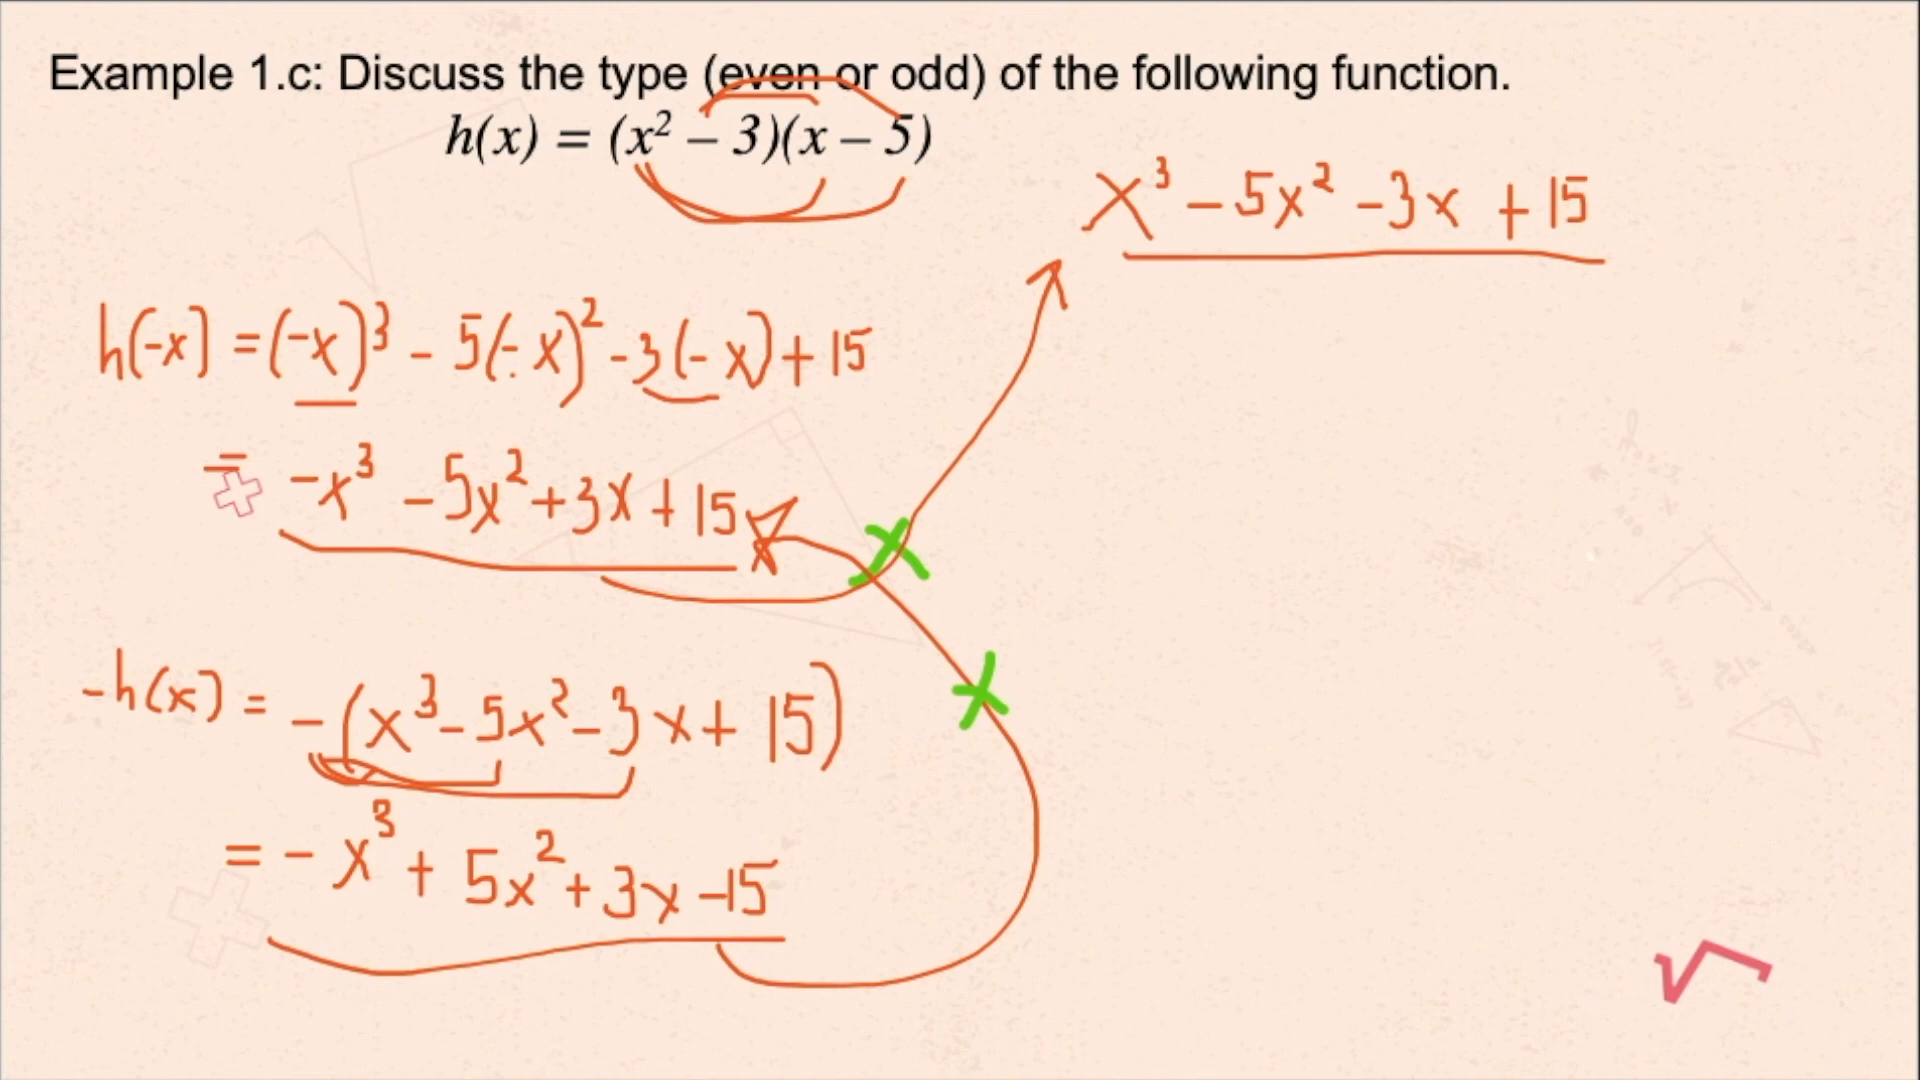 Example 1.c: Discuss the type (even or odd) of the following function.
h(x) = (x² – 3)(x – 5)
x³ - 5x² - 3x + 15
h(-x) = (-x)³ - 5(-x)² - 3(-x) + 15
= -x³ - 5x² + 3x + 15
-h(x) = -(x³ - 5x² - 3x + 15)
= -x³ + 5x² + 3x - 15